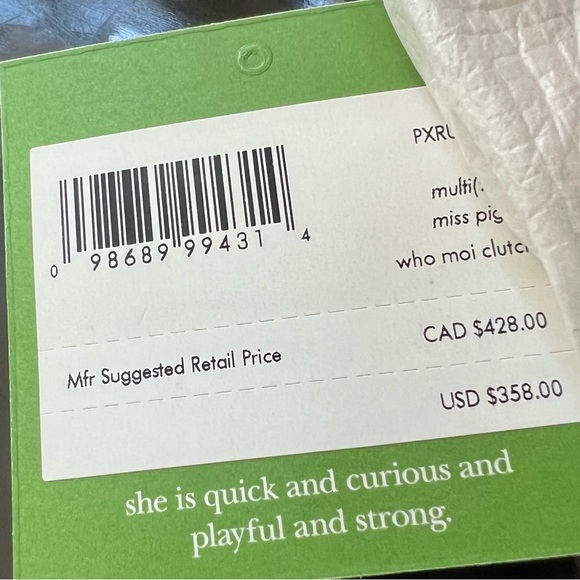 0 98689 99431 4
PXRU
multi(.
miss pig
who moi clutch
Mfr Suggested Retail Price
CAD $428.00
USD $358.00
she is quick and curious and
playful and strong.